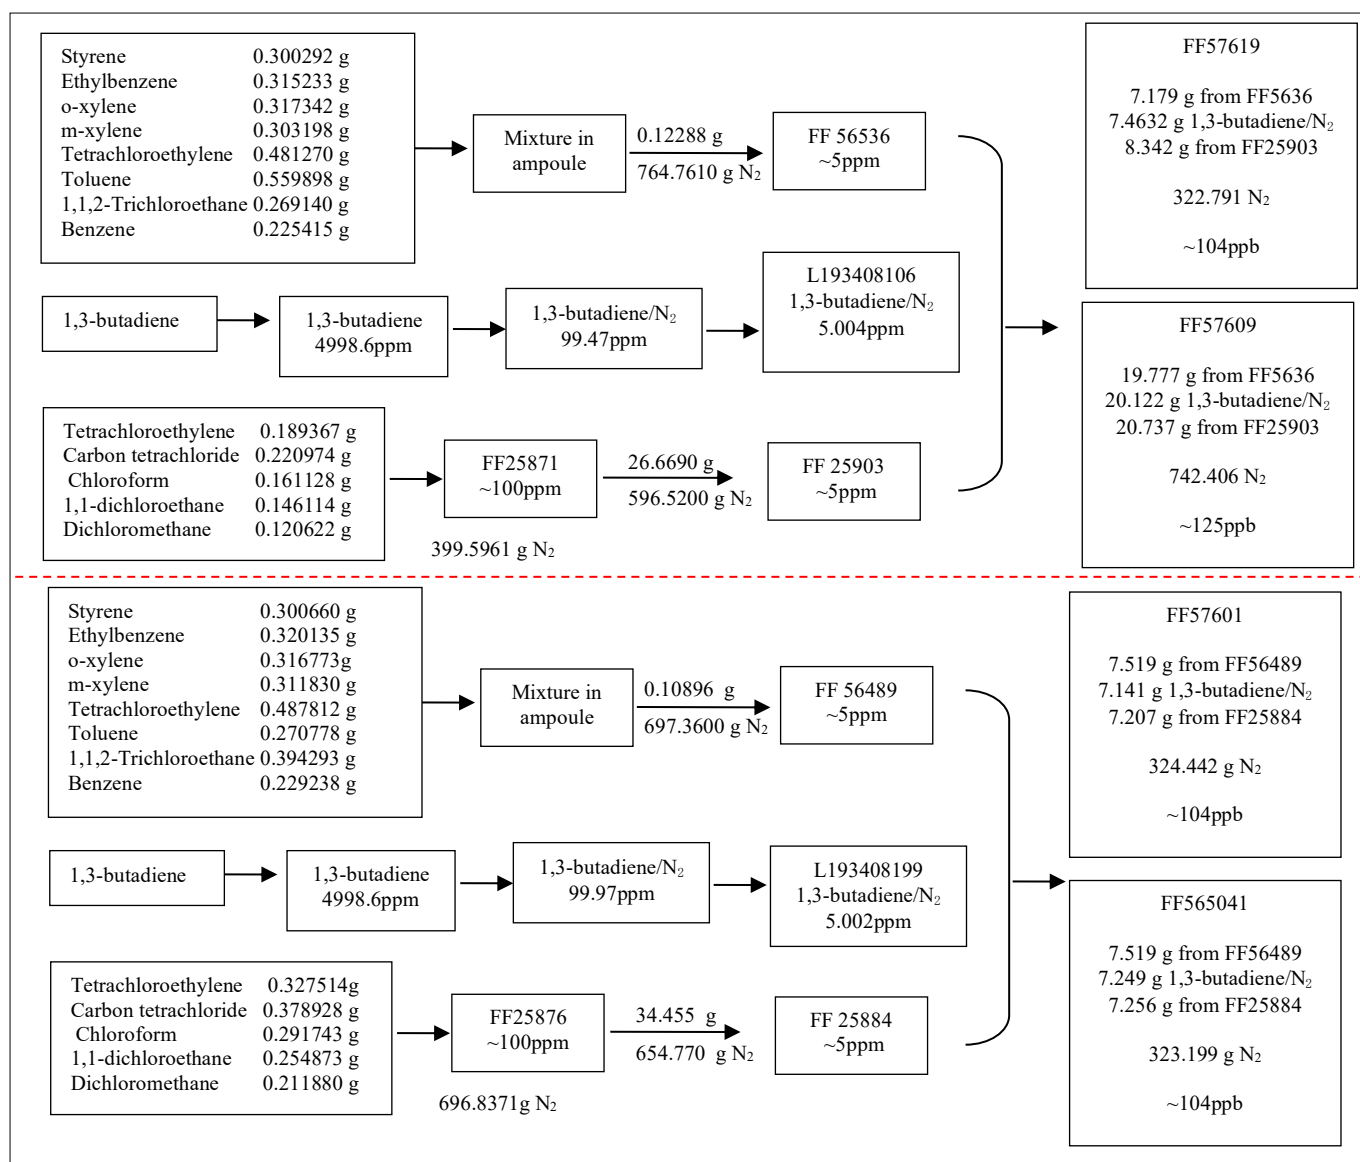 Styrene 0.300292 g
Ethylbenzene 0.315233 g
o-xylene 0.317342 g
m-xylene 0.303198 g
Tetrachloroethylene 0.481270 g
Toluene 0.559898 g
1,1,2-Trichloroethane 0.269140 g
Benzene 0.225415 g
Mixture in
ampoule
0.12288 g
764.7610 g N₂
FF 56536
~5ppm
1,3-butadiene
1,3-butadiene
4998.6ppm
1,3-butadiene/N₂
99.47ppm
L193408106
1,3-butadiene/N₂
5.004ppm
Tetrachloroethylene 0.189367 g
Carbon tetrachloride 0.220974 g
Chloroform 0.161128 g
1,1-dichloroethane 0.146114 g
Dichloromethane 0.120622 g
FF25871
~100ppm
399.5961 g N₂
26.6690 g
596.5200 g N₂
FF 25903
~5ppm
FF57619
7.179 g from FF5636
7.4632 g 1,3-butadiene/N₂
8.342 g from FF25903
322.791 N₂
~104ppb
FF57609
19.777 g from FF5636
20.122 g 1,3-butadiene/N₂
20.737 g from FF25903
742.406 N₂
~125ppb
Styrene 0.300660 g
Ethylbenzene 0.320135 g
o-xylene 0.316773g
m-xylene 0.311830 g
Tetrachloroethylene 0.487812 g
Toluene 0.270778 g
1,1,2-Trichloroethane 0.394293 g
Benzene 0.229238 g
Mixture in
ampoule
0.10896 g
697.3600 g N₂
FF 56489
~5ppm
1,3-butadiene
1,3-butadiene
4998.6ppm
1,3-butadiene/N₂
99.97ppm
L193408199
1,3-butadiene/N₂
5.002ppm
Tetrachloroethylene 0.327514g
Carbon tetrachloride 0.378928 g
Chloroform 0.291743 g
1,1-dichloroethane 0.254873 g
Dichloromethane 0.211880 g
FF25876
~100ppm
696.8371g N₂
34.455 g
654.770 g N₂
FF 25884
~5ppm
FF57601
7.519 g from FF56489
7.141 g 1,3-butadiene/N₂
7.207 g from FF25884
324.442 g N₂
~104ppb
FF565041
7.519 g from FF56489
7.249 g 1,3-butadiene/N₂
7.256 g from FF25884
323.199 g N₂
~104ppb